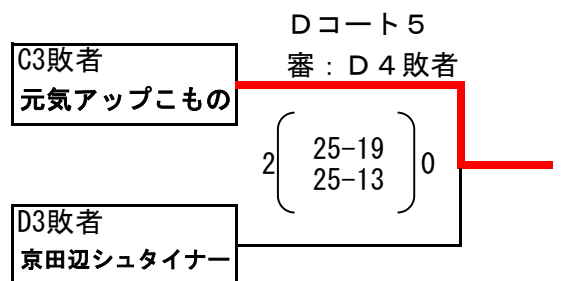 Dコート5
C3敗者
審:D4敗者
元気アップこもの
25-19
2 0
25-13
D3敗者
京田辺シュタイナー